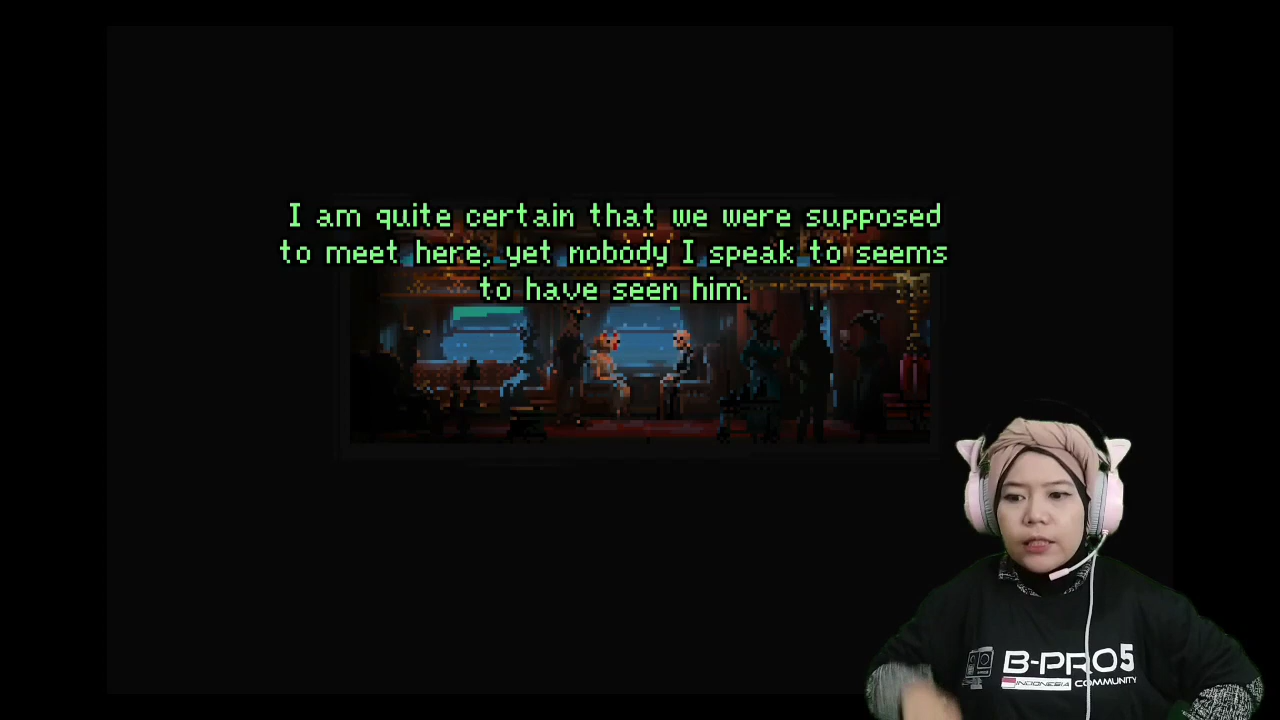 I am quite certain that we were supposed
to meet here, yet nobody I speak to seems
to have seen him.
B-PRO5
INDONESIA COMMUNITY